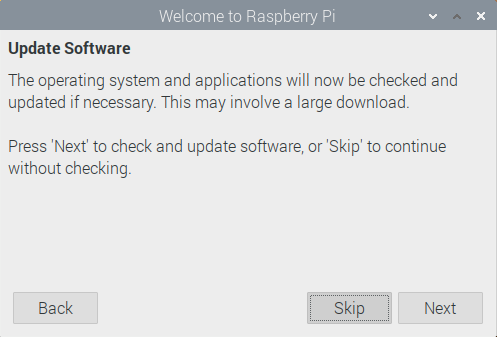 Welcome to Raspberry Pi
Update Software
The operating system and applications will now be checked and
updated if necessary. This may involve a large download.
Press 'Next' to check and update software, or 'Skip' to continue
without checking.
Back
Skip
Next